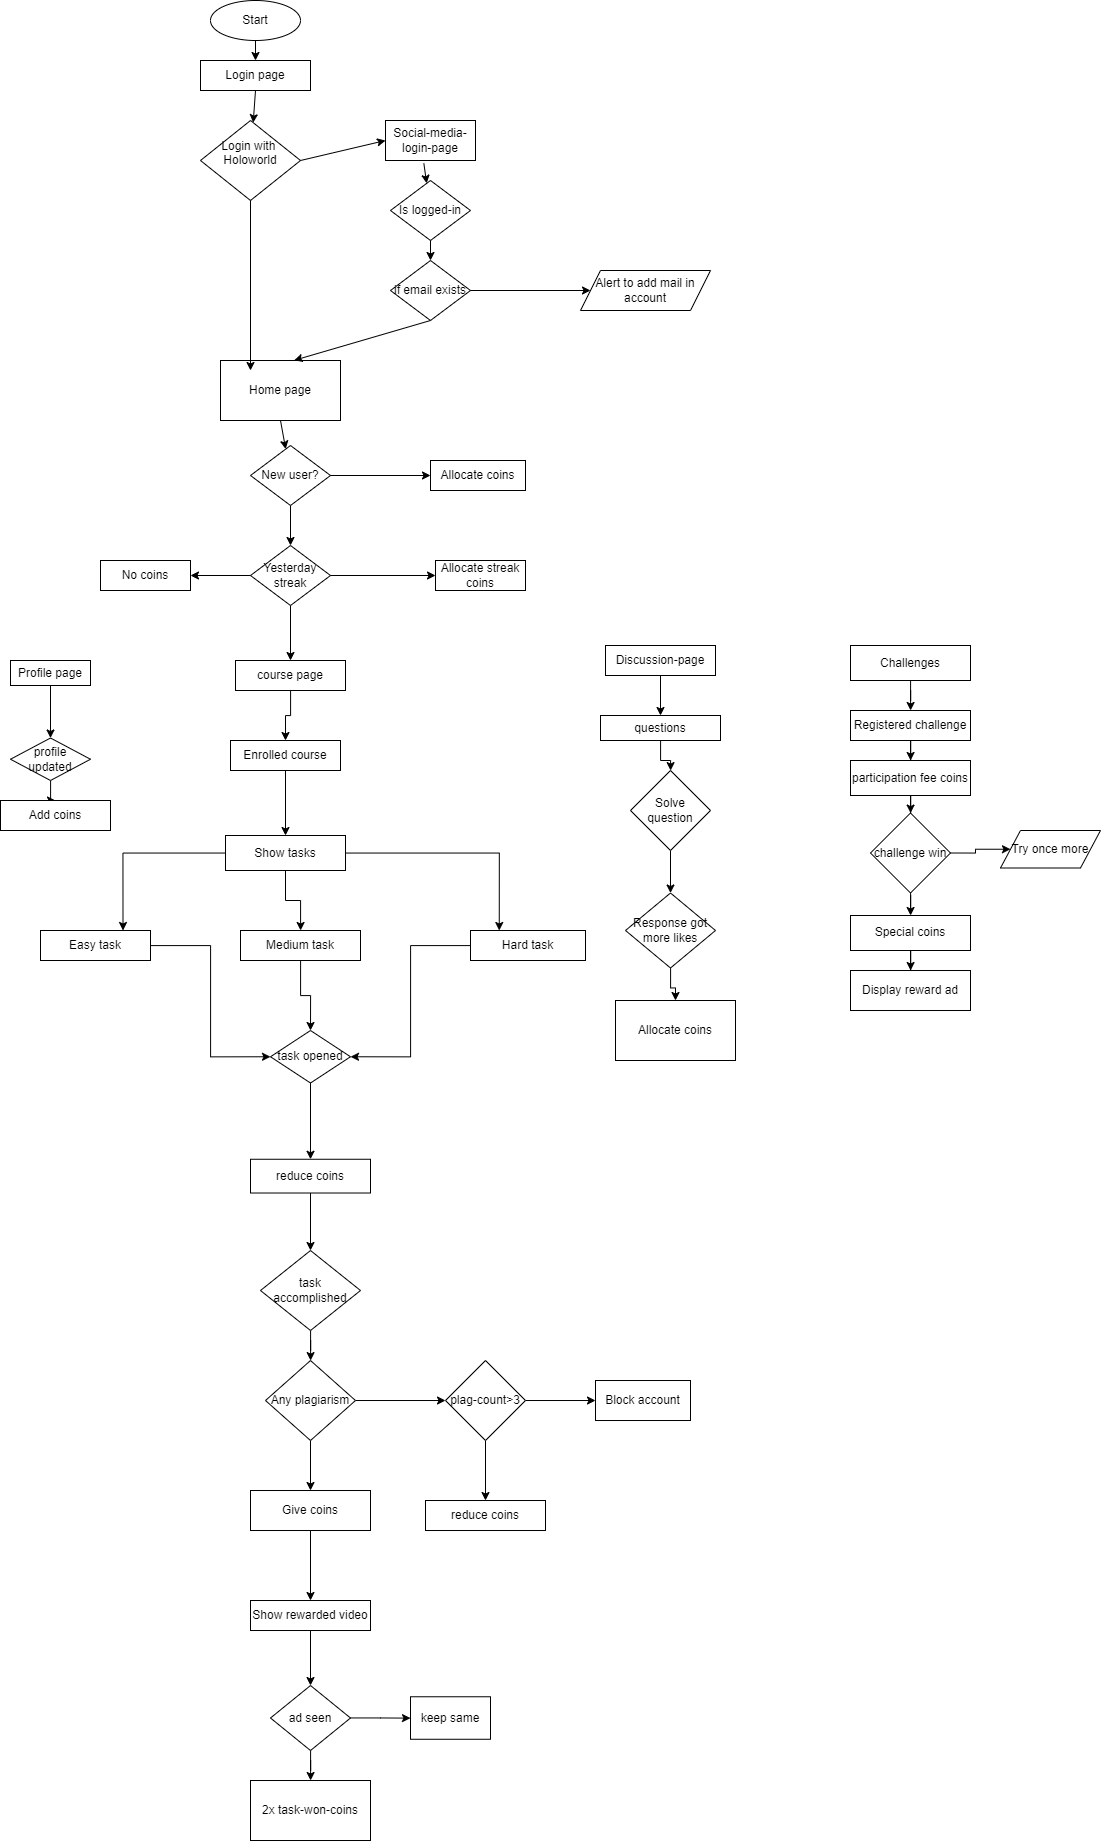 Start
Login page
Login with
Holoworld
Social-media-
login-page
Is logged-in
If email exists
Alert to add mail in
account
Home page
New user?
Allocate coins
No coins
Yesterday
streak
Allocate streak
coins
Profile page
profile
updated
Add coins
course page
Enrolled course
Show tasks
Easy task
Medium task
Hard task
task opened
reduce coins
task
accomplished
Any plagiarism
plag-count>3
Block account
Give coins
reduce coins
Show rewarded video
ad seen
keep same
2x task-won-coins
Discussion-page
questions
Solve
question
Response got
more likes
Allocate coins
Challenges
Registered challenge
participation fee coins
challenge win
Try once more
Special coins
Display reward ad